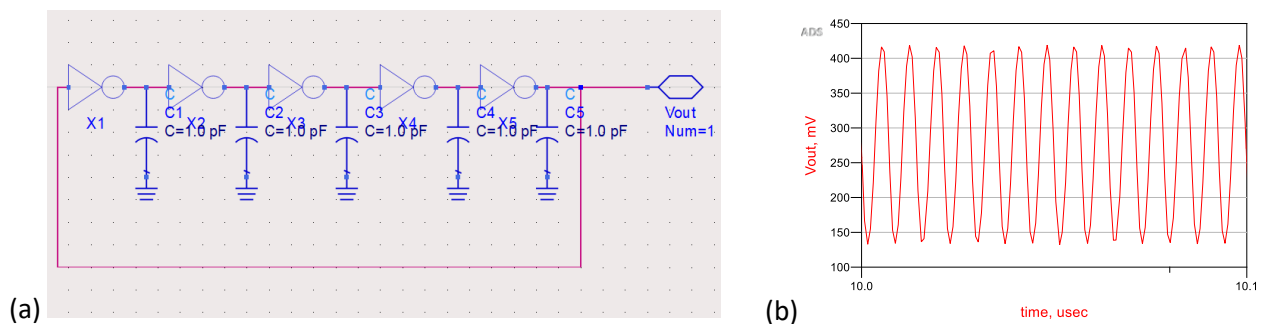 (a)
X1
C
C1
X2
C=1.0 pF
C
C2
X3
C=1.0 pF
C
C3
X4
C=1.0 pF
C
C4
X5
C=1.0 pF
C
C5
C=1.0 pF
Vout
Num=1
(b)
ADS
Vout, mV
450
400
350
300
250
200
150
100
10.0
10.1
time, usec